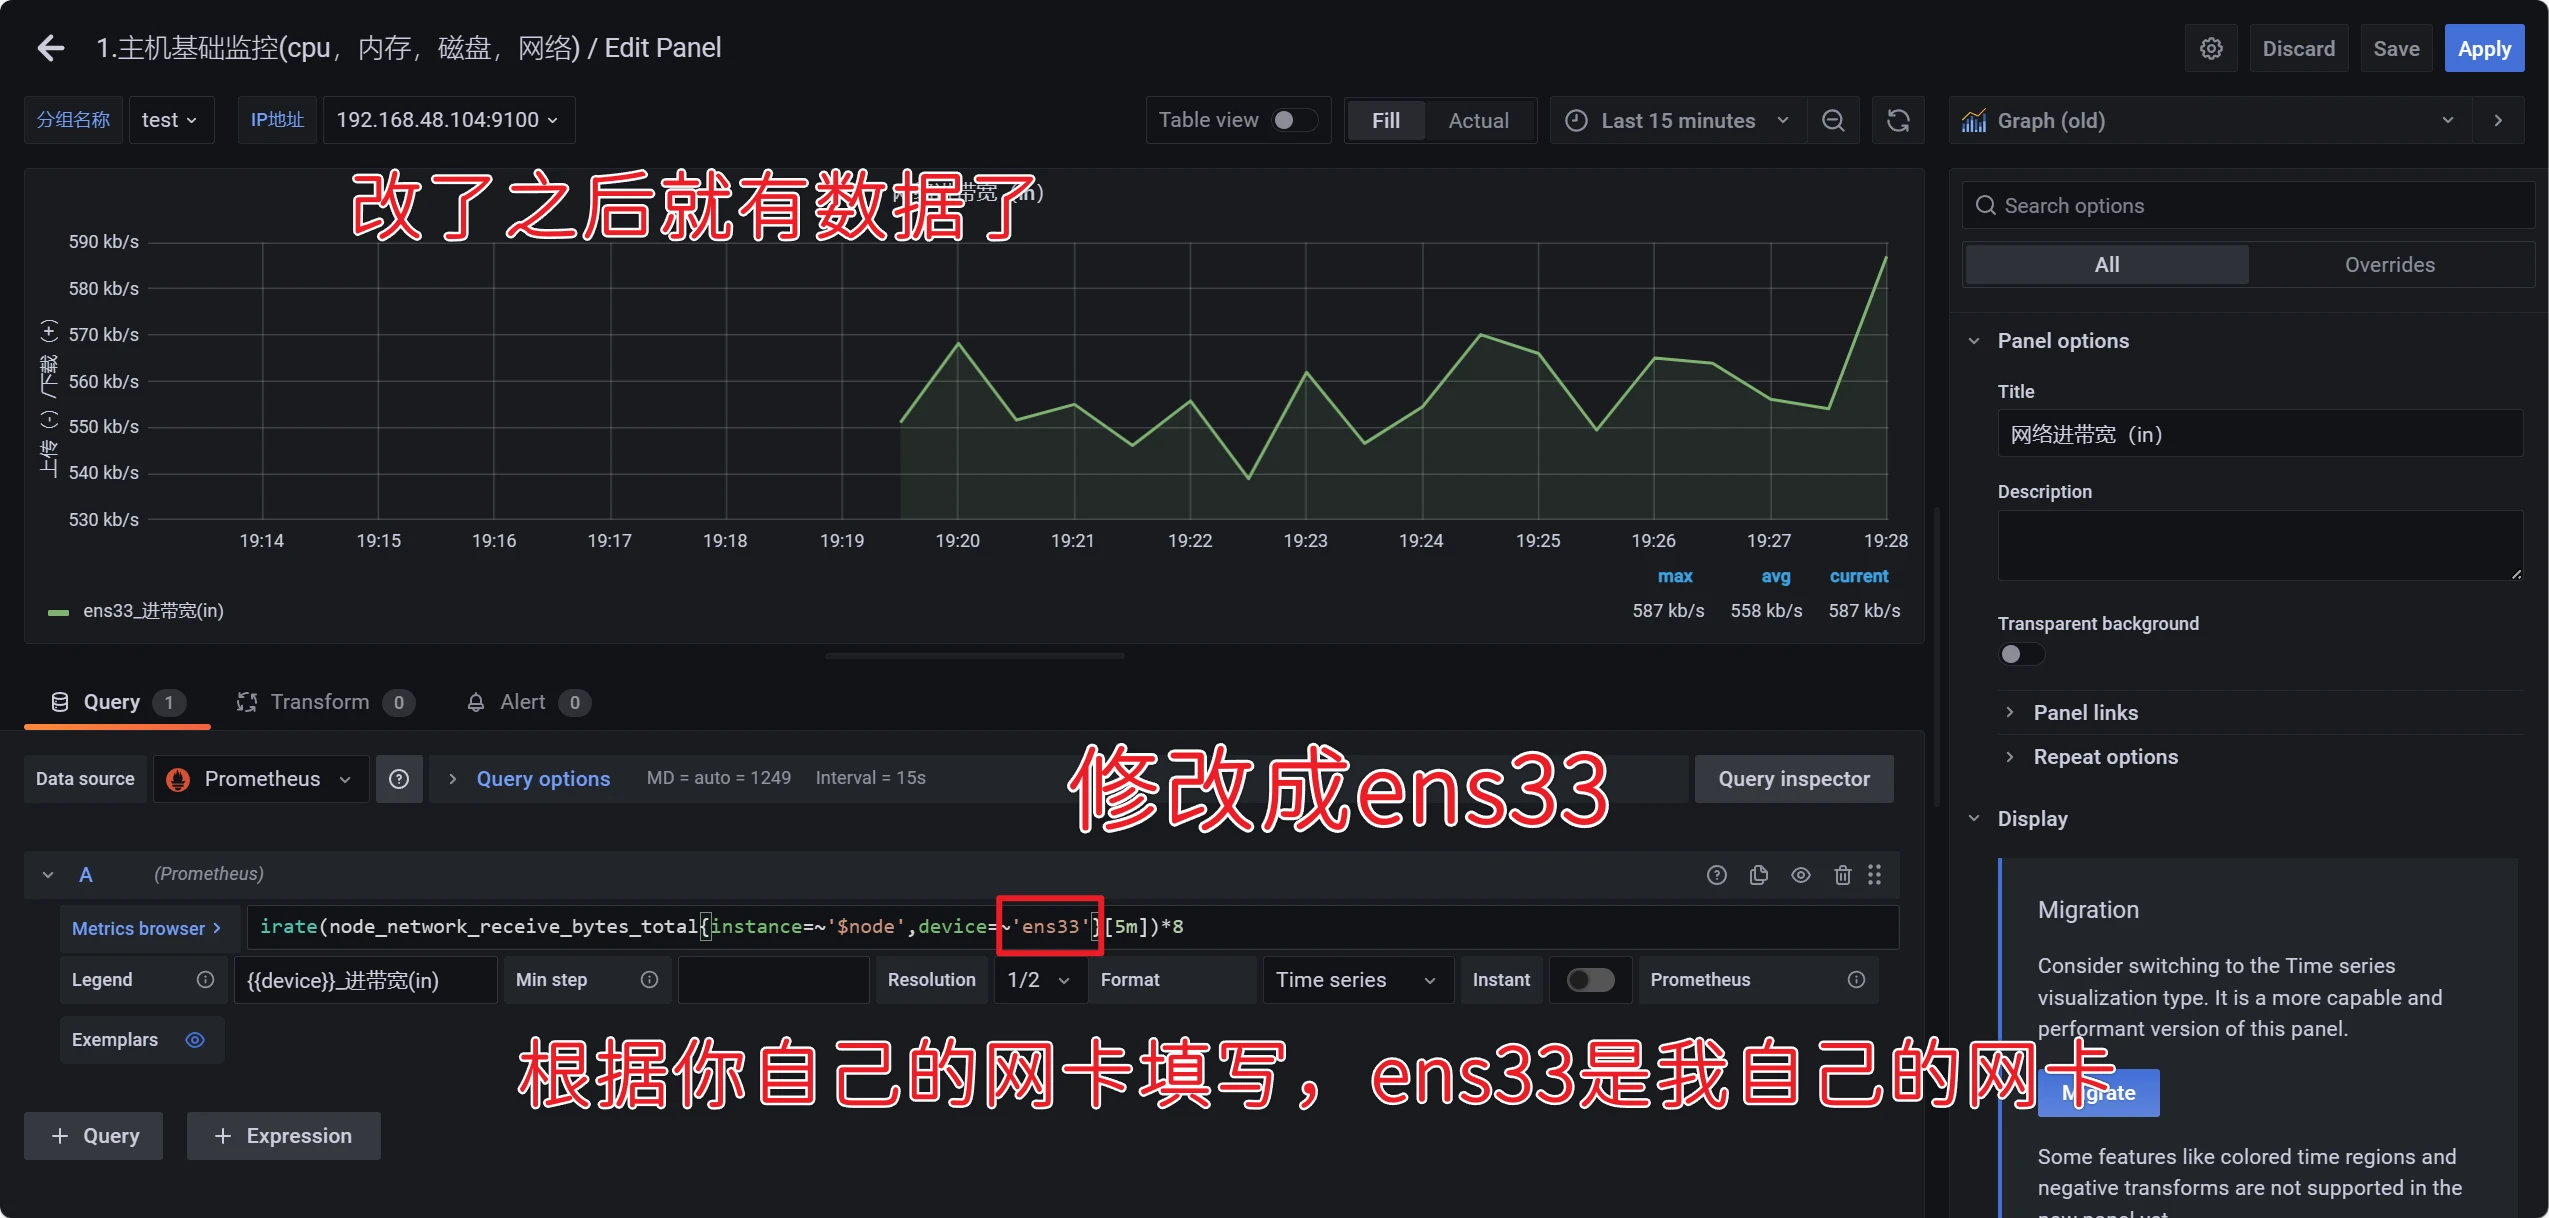 1.主机基础监控(cpu，内存，磁盘，网络) / Edit Panel
Discard
Save
Apply
分组名称
test
IP地址
192.168.48.104:9100
Table view
Fill
Actual
Last 15 minutes
Graph (old)
改了之后就有数据了
Search options
All
Overrides
590 kb/s
580 kb/s
570 kb/s
560 kb/s
550 kb/s
540 kb/s
530 kb/s
上传 (-) /下载 (+)
19:14
19:15
19:16
19:17
19:18
19:19
19:20
19:21
19:22
19:23
19:24
19:25
19:26
19:27
19:28
max
avg
current
ens33_进带宽(in)
587 kb/s
558 kb/s
587 kb/s
Panel options
Title
网络进带宽（in）
Description
Transparent background
Panel links
Repeat options
Display
Query 1
Transform 0
Alert 0
Data source
Prometheus
Query options
MD = auto = 1249
Interval = 15s
修改成ens33
Query inspector
A
(Prometheus)
Metrics browser >
irate(node_network_receive_bytes_total{instance=~'$node',device=~'ens33'}[5m])*8
Legend
{{device}}_进带宽(in)
Min step
Resolution
1/2
Format
Time series
Instant
Prometheus
Exemplars
根据你自己的网卡填写，ens33是我自己的网卡
+ Query
+ Expression
Migration
Consider switching to the Time series
visualization type. It is a more capable and
performant version of this panel.
Migrate
Some features like colored time regions and
negative transforms are not supported in the